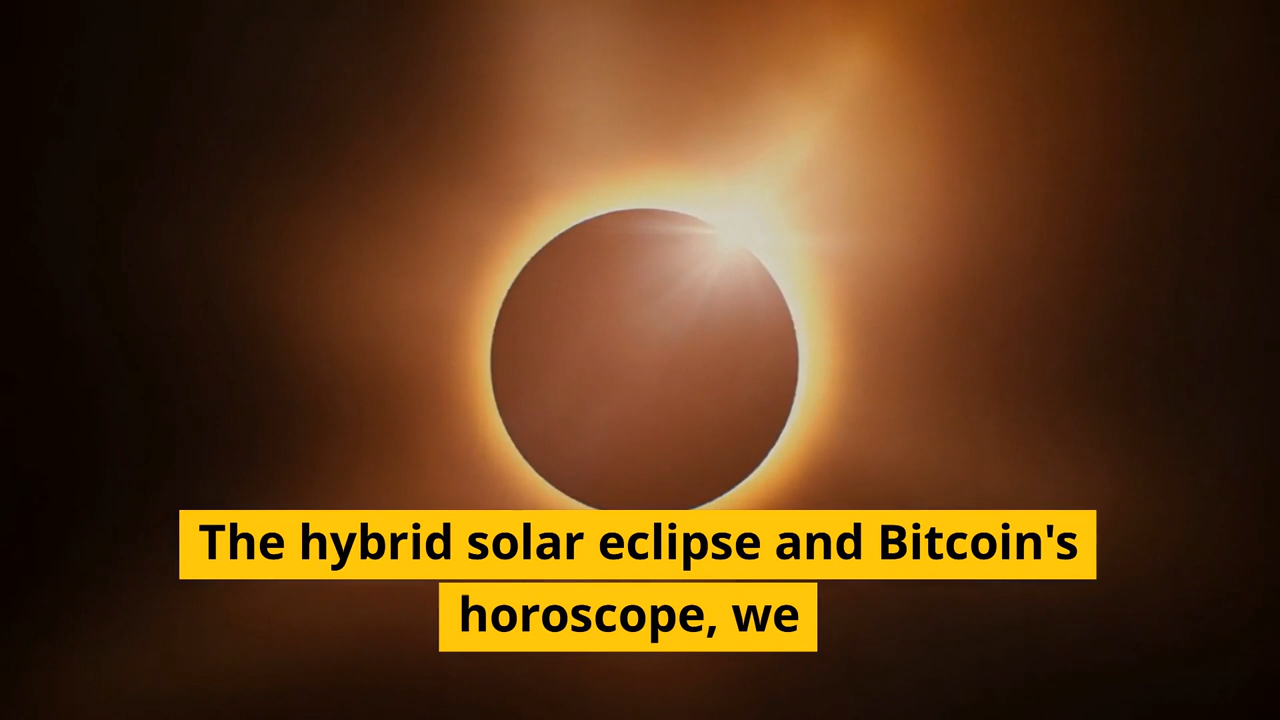 The hybrid solar eclipse and Bitcoin's
horoscope, we